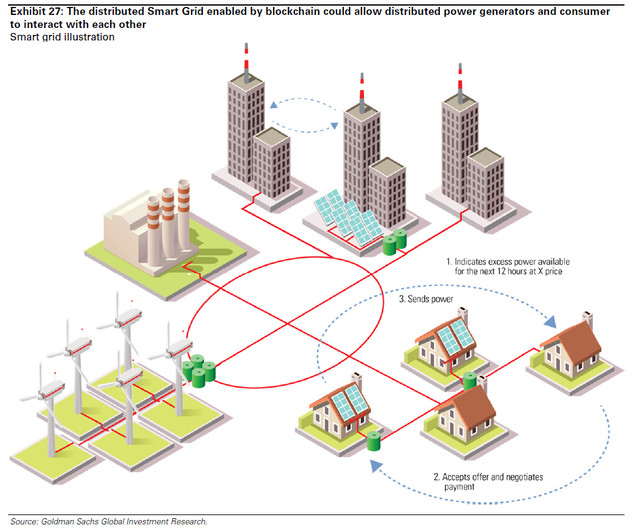 Exhibit 27: The distributed Smart Grid enabled by blockchain could allow distributed power generators and consumer
to interact with each other
Smart grid illustration
1. Indicates excess power available
for the next 12 hours at X price
3. Sends power
2. Accepts offer and negotiates
payment
Source: Goldman Sachs Global Investment Research.